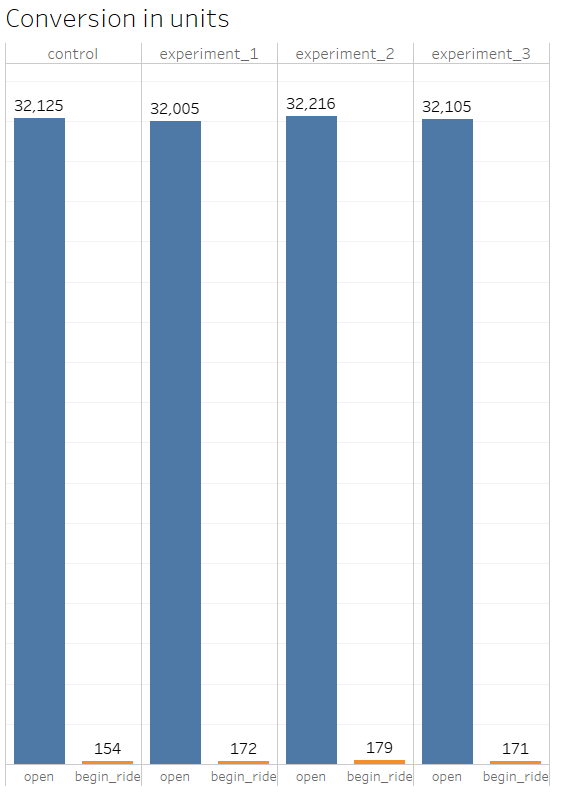 Conversion in units
control experiment_1 experiment_2 experiment_3
32,125 32,005 32,216 32,105
154 172 179 171
open begin_ride open begin_ride open begin_ride open begin_ride